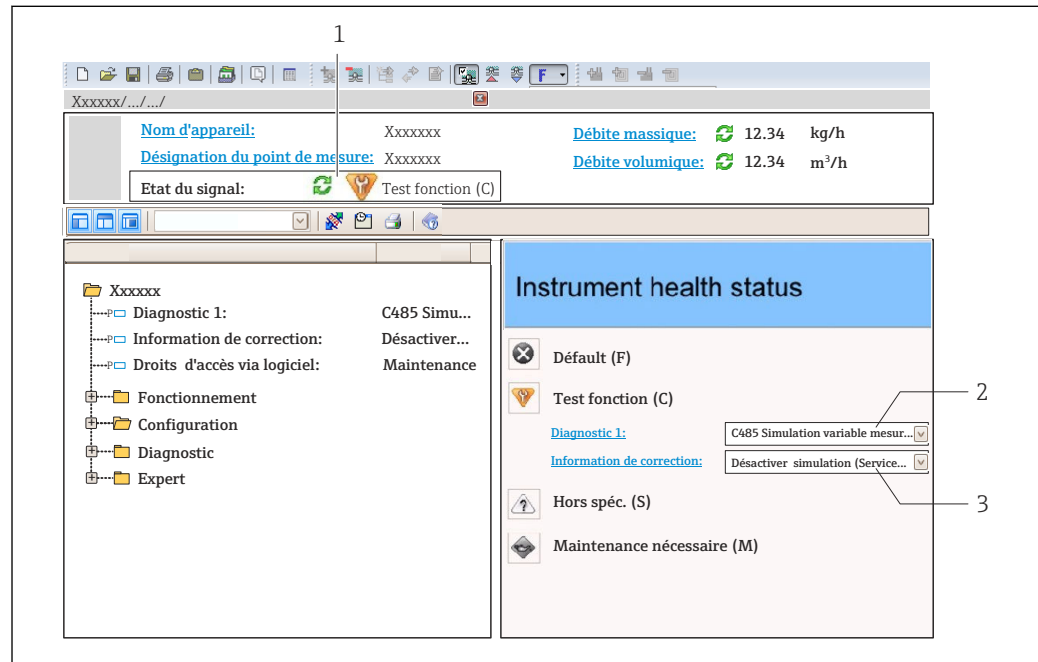 1
F
Xxxxxx/.../.../
Nom d'appareil: Xxxxxxx Débite massique: 12.34 kg/h
Désignation du point de mesure: Xxxxxxx Débite volumique: 12.34 m³/h
Etat du signal: Test fonction (C)
Xxxxxx
Diagnostic 1: C485 Simu...
Information de correction: Désactiver...
Droits d'accès via logiciel: Maintenance
Fonctionnement
Configuration
Diagnostic
Expert
Instrument health status
Défault (F)
Test fonction (C)
2
Diagnostic 1: C485 Simulation variable mesur...
Information de correction: Désactiver simulation (Service...
Hors spéc. (S)
3
Maintenance nécessaire (M)